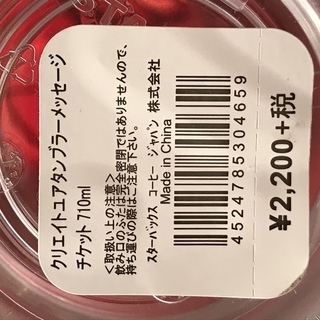 クリエイトユアタンブラーメッセージ
チケット 710ml
＜取扱い上の注意＞
飲み口のふたは完全密閉ではありませんので、
持ち運びの際はご注意下さい。
スターバックス コーヒー ジャパン 株式会社
Made in China
4524785304659
¥2,200+税